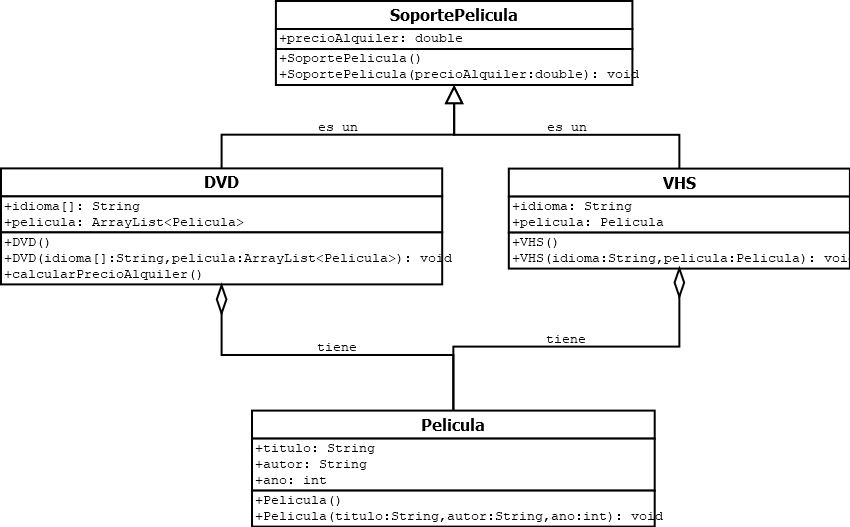 SoportePelicula
+precioAlquiler: double
+SoportePelicula()
+SoportePelicula(precioAlquiler:double): void
es un
es un
DVD
+idioma[]: String
+pelicula: ArrayList<Pelicula>
+DVD()
+DVD(idioma[]:String,pelicula:ArrayList<Pelicula>): void
+calcularPrecioAlquiler()
VHS
+idioma: String
+pelicula: Pelicula
+VHS()
+VHS(idioma:String,pelicula:Pelicula): voi
tiene
tiene
Pelicula
+titulo: String
+autor: String
+ano: int
+Pelicula()
+Pelicula(titulo:String,autor:String,ano:int): void